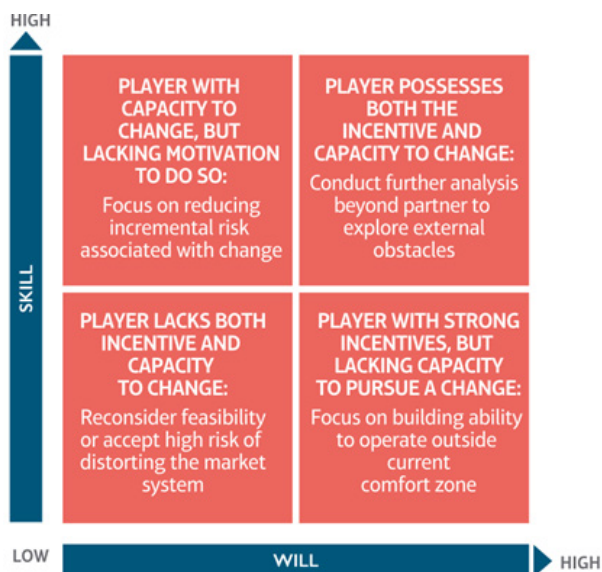 HIGH
PLAYER WITH
CAPACITY TO
CHANGE, BUT
LACKING MOTIVATION
TO DO SO:
Focus on reducing
incremental risk
associated with change
PLAYER POSSESSES
BOTH THE
INCENTIVE AND
CAPACITY TO CHANGE:
Conduct further analysis
beyond partner to
explore external
obstacles
SKILL
PLAYER LACKS BOTH
INCENTIVE AND
CAPACITY
TO CHANGE:
Reconsider feasibility
or accept high risk of
distorting the market
system
PLAYER WITH STRONG
INCENTIVES, BUT
LACKING CAPACITY
TO PURSUE A CHANGE:
Focus on building ability
to operate outside
current
comfort zone
LOW
WILL
HIGH